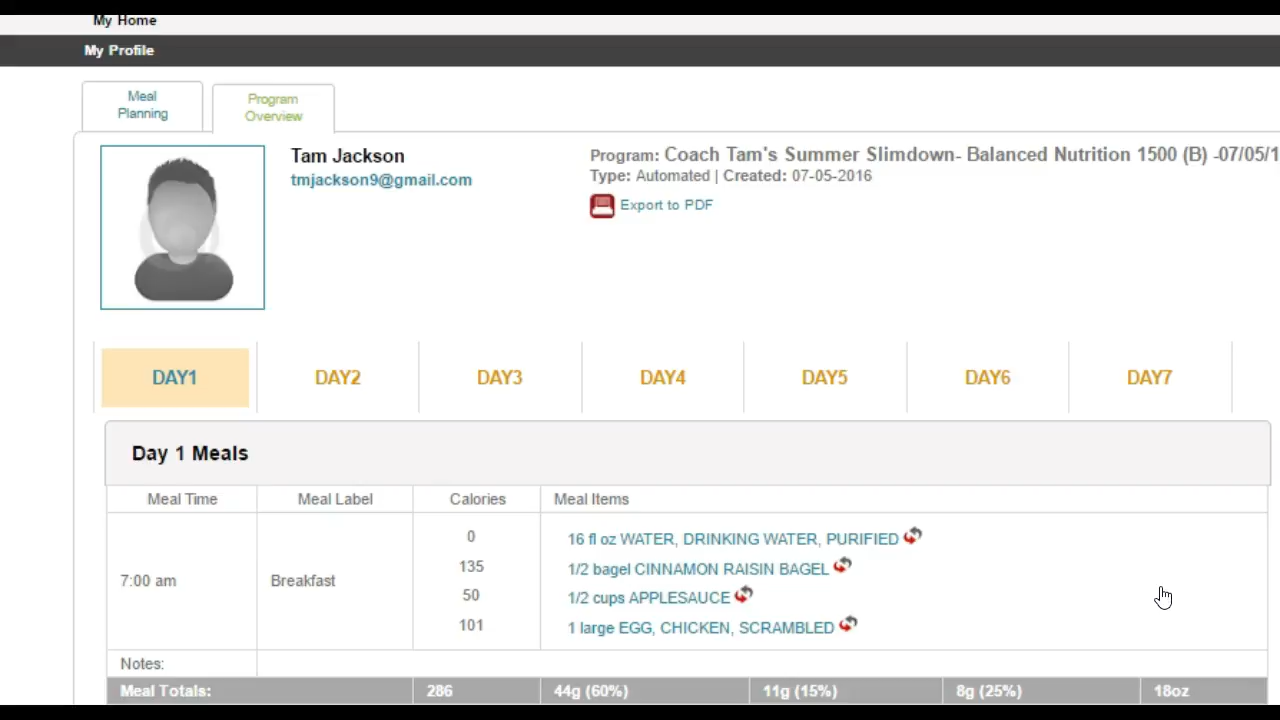 My Home
My Profile
Meal
Planning
Program
Overview
Tam Jackson
tmjackson9@gmail.com
Program: Coach Tam's Summer Slimdown- Balanced Nutrition 1500 (B) -07/05/1
Type: Automated | Created: 07-05-2016
Export to PDF
DAY1 DAY2 DAY3 DAY4 DAY5 DAY6 DAY7
Day 1 Meals
Meal Time Meal Label Calories Meal Items
0 16 fl oz WATER, DRINKING WATER, PURIFIED
135 1/2 bagel CINNAMON RAISIN BAGEL
7:00 am Breakfast
50 1/2 cups APPLESAUCE
101 1 large EGG, CHICKEN, SCRAMBLED
Notes:
Meal Totals: 286 44g (60%) 11g (15%) 8g (25%) 18oz